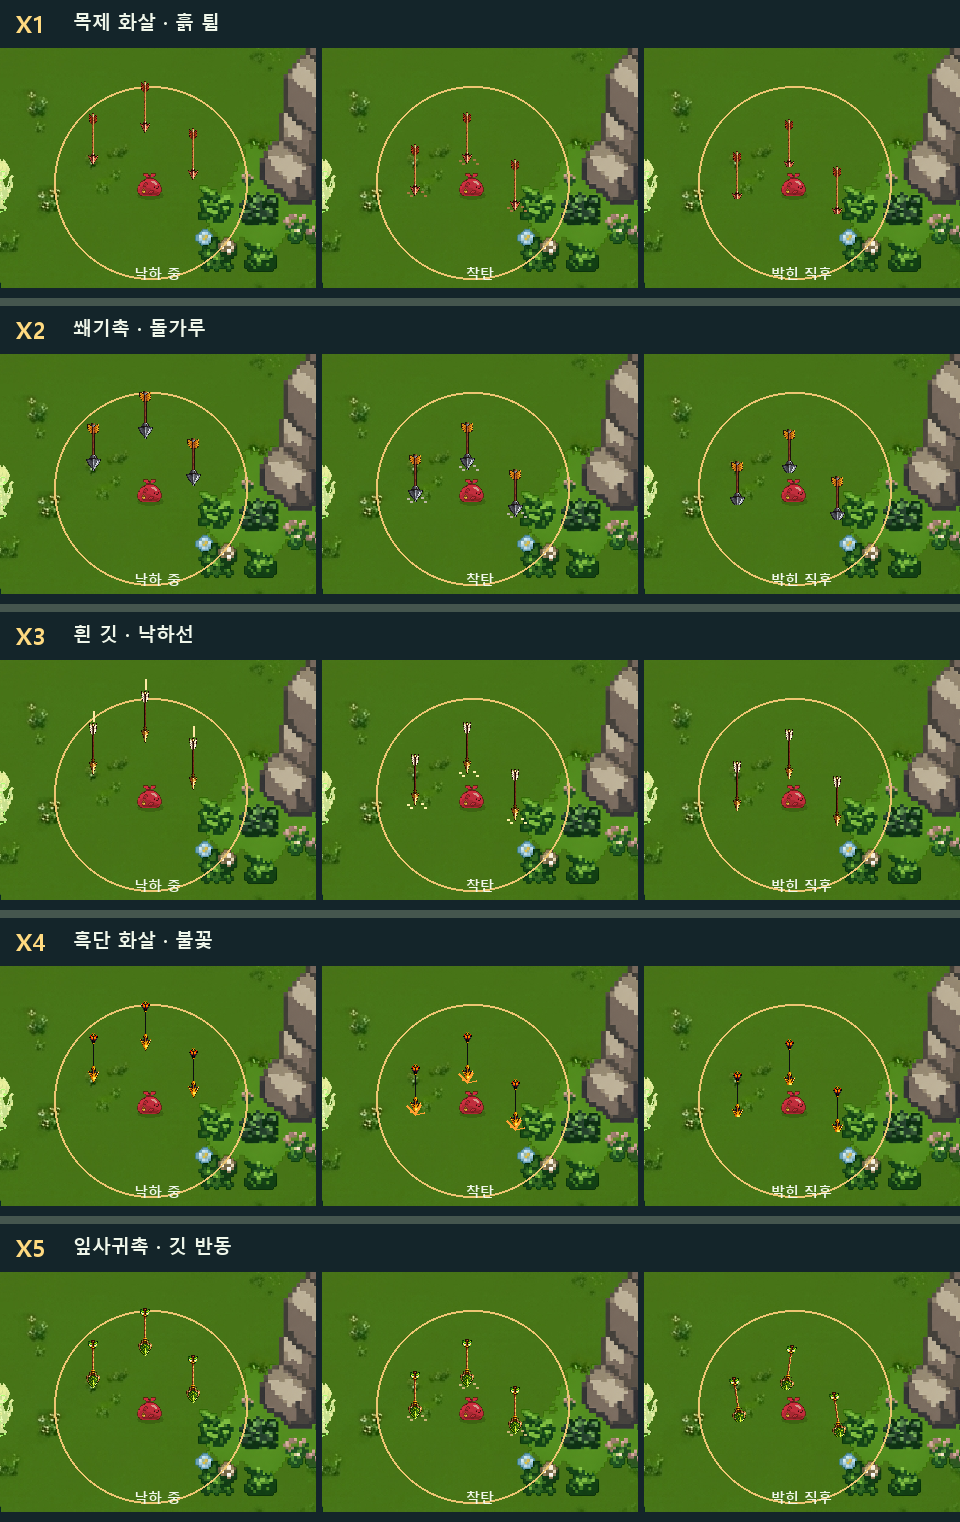 X1 목제 화살 · 흙 튐
낙하 중 착탄 박힌 직후
X2 쐐기촉 · 돌가루
낙하 중 착탄 박힌 직후
X3 흰 깃 · 낙하선
낙하 중 착탄 박힌 직후
X4 흑단 화살 · 불꽃
낙하 중 착탄 박힌 직후
X5 잎사귀촉 · 깃 반동
낙하 중 착탄 박힌 직후